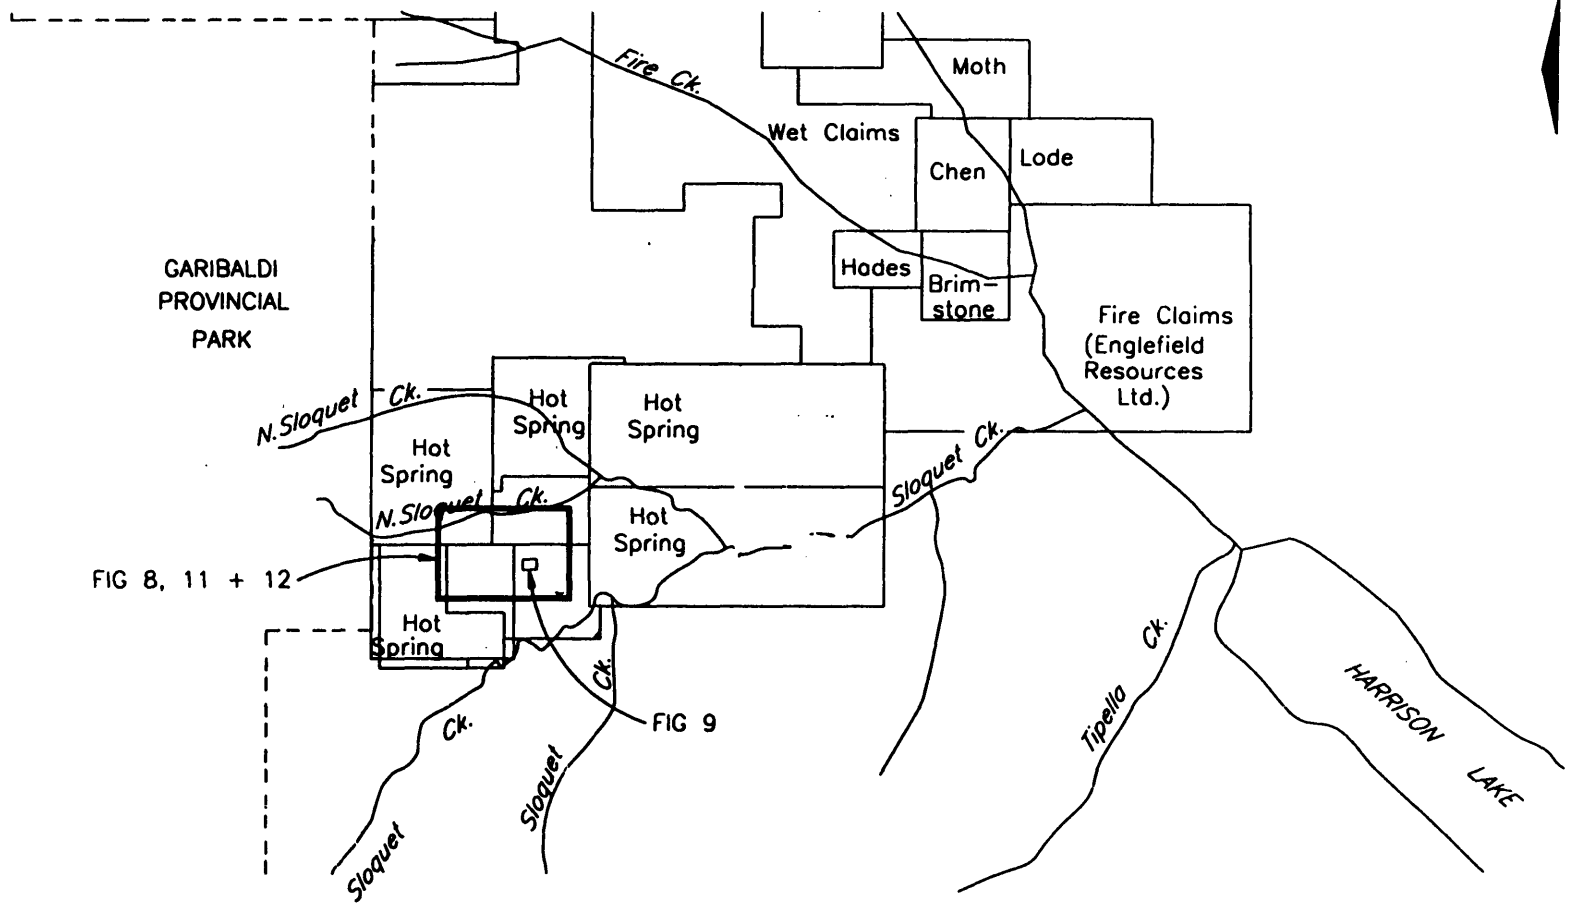 Fire Ck.
Moth
Wet Claims
Chen
Lode
GARIBALDI
PROVINCIAL
PARK
Hades
Brim-
stone
Fire Claims
(Englefield
Resources
Ltd.)
N. Sloquet Ck.
Hot
Spring
Hot
Spring
Hot
Spring
Sloquet Ck.
N. Sloquet Ck.
Hot
Spring
FIG 8, 11 + 12
Hot
Spring
Ck.
Sloquet
Ck.
Sloquet
FIG 9
Tipella Ck.
HARRISON
LAKE